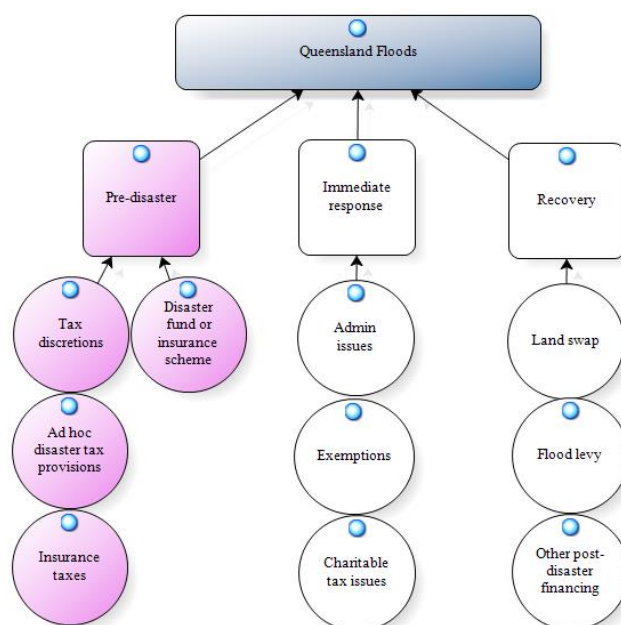 Queensland Floods
Pre-disaster
Immediate
response
Recovery
Tax
discretions
Disaster
fund or
insurance
scheme
Admin
issues
Land swap
Ad hoc
disaster tax
provisions
Exemptions
Flood levy
Insurance
taxes
Charitable
tax issues
Other post-
disaster
financing